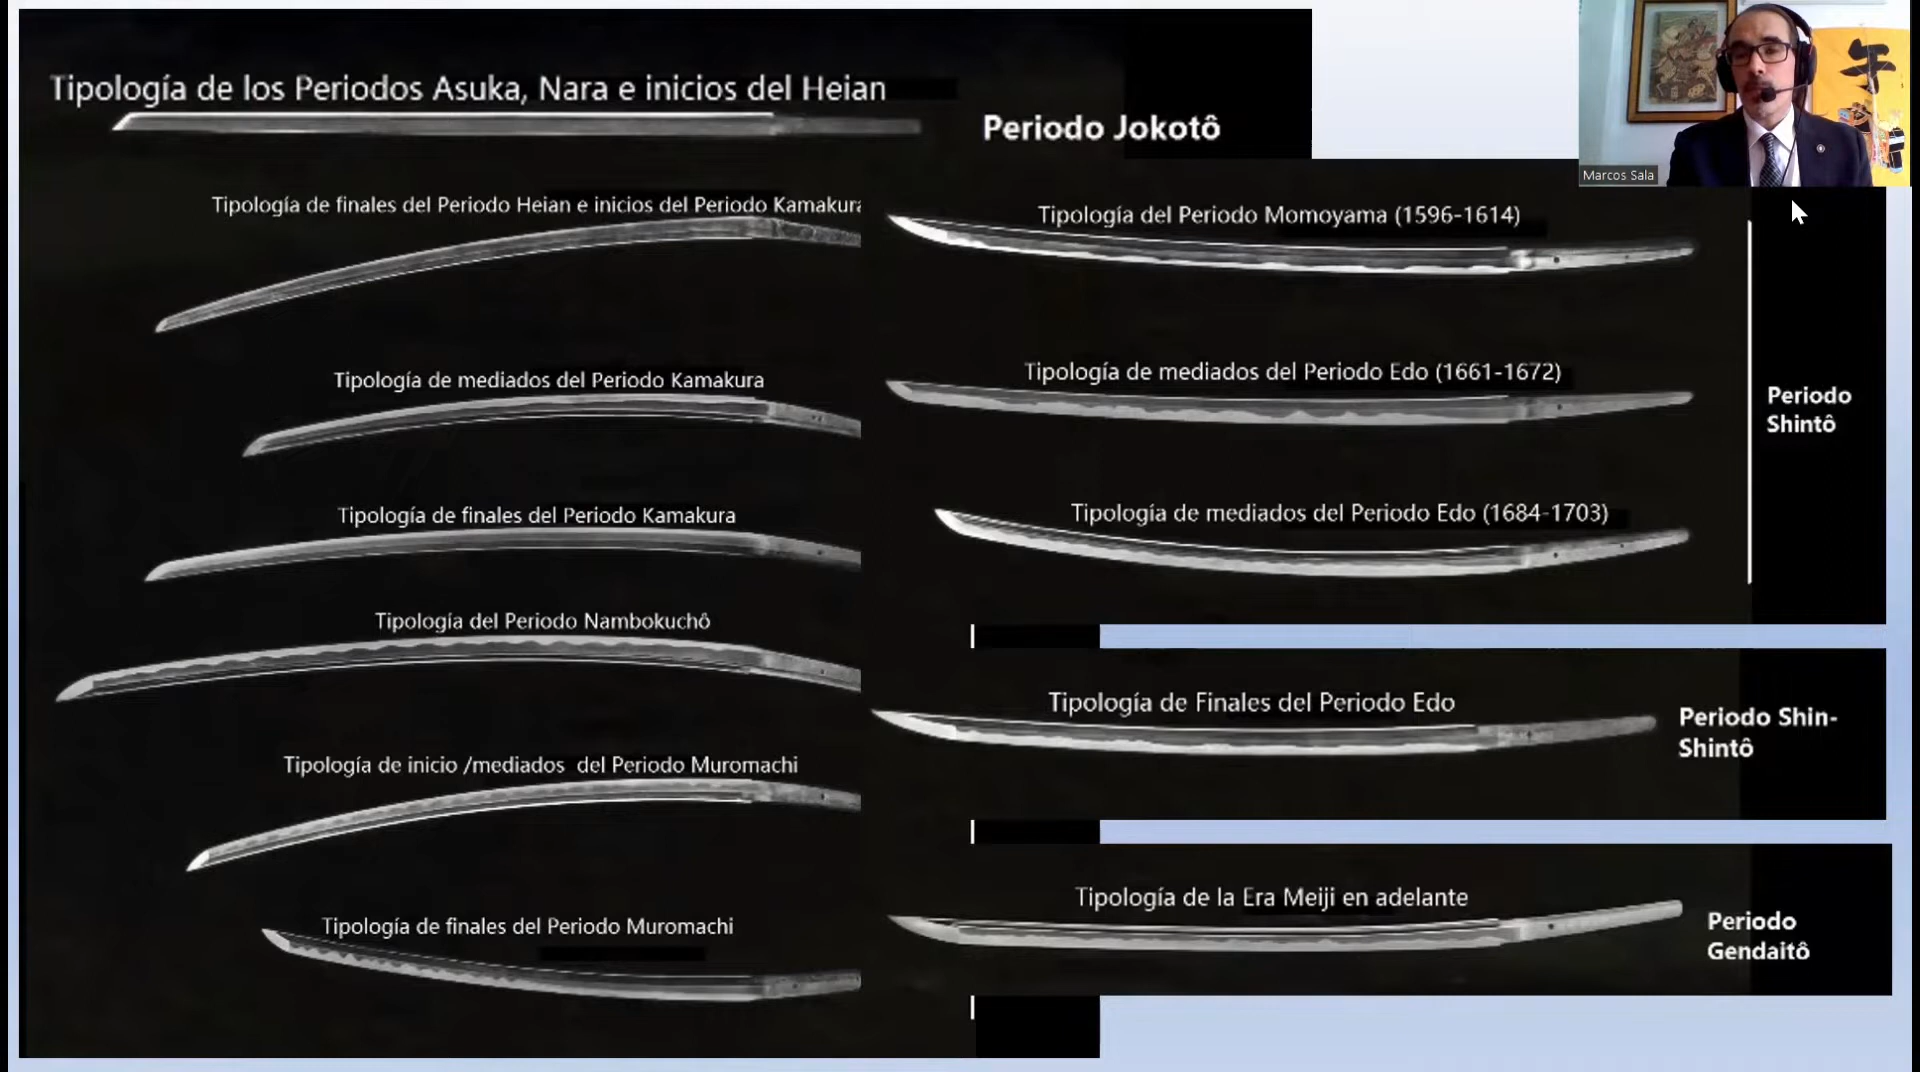 Tipología de los Periodos Asuka, Nara e inicios del Heian
Periodo Jokotô
Tipología de finales del Periodo Heian e inicios del Periodo Kamakura
Tipología de mediados del Periodo Kamakura
Tipología de finales del Periodo Kamakura
Tipología del Periodo Nambokuchô
Tipología de inicio /mediados del Periodo Muromachi
Tipología de finales del Periodo Muromachi
Tipología del Periodo Momoyama (1596-1614)
Tipología de mediados del Periodo Edo (1661-1672)
Tipología de mediados del Periodo Edo (1684-1703)
Periodo
Shintô
Tipología de Finales del Periodo Edo
Periodo Shin-
Shintô
Tipología de la Era Meiji en adelante
Periodo
Gendaitô
Marcos Sala
午